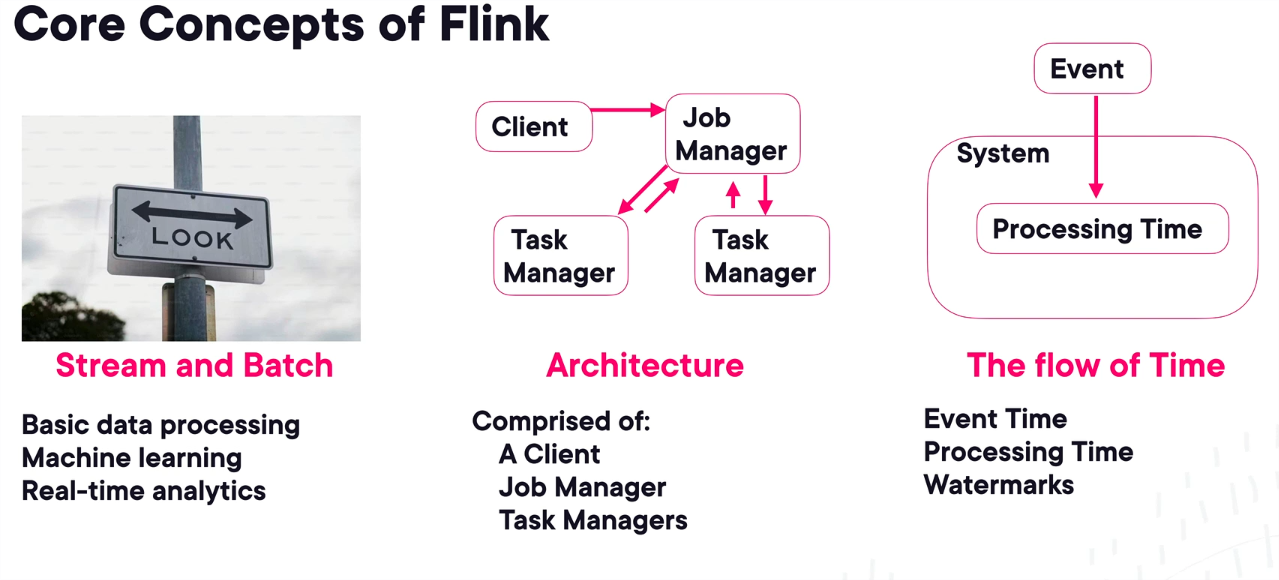 Core Concepts of Flink
LOOK
Stream and Batch
Basic data processing
Machine learning
Real-time analytics
Client
Job
Manager
Task
Manager
Task
Manager
Architecture
Comprised of:
A Client
Job Manager
Task Managers
Event
System
Processing Time
The flow of Time
Event Time
Processing Time
Watermarks